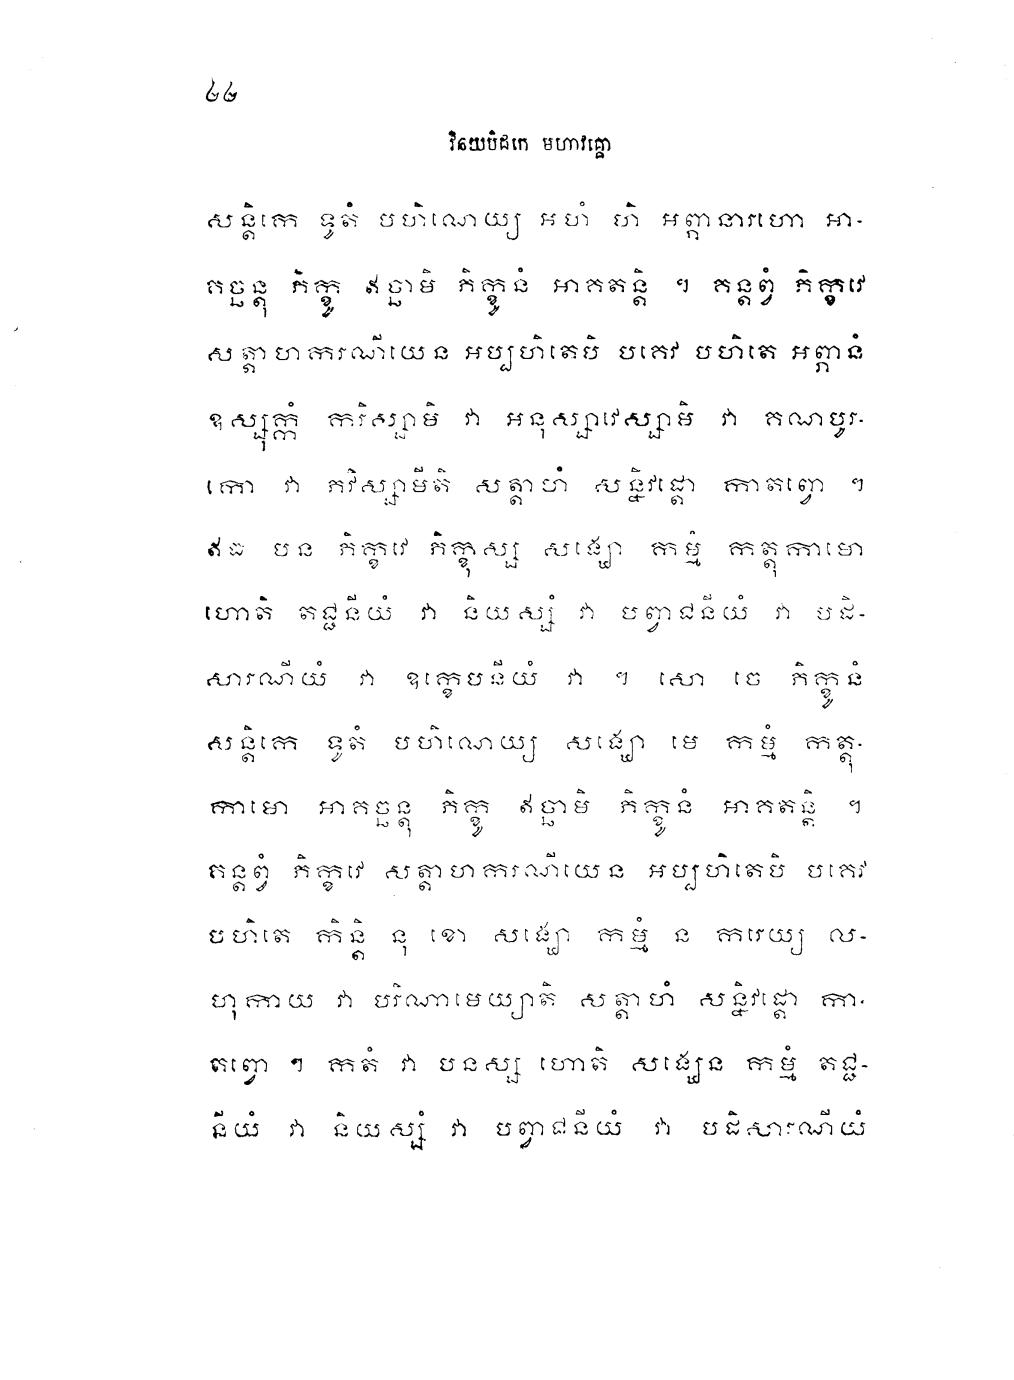 ៤៤
វិនយបិដកេ មហាវគ្គោ
សន្តិកេ ទូតំ បហិណេយ្យ អហំ ហិ អព្ភានារហោ អា-
គច្ឆន្តុ ភិក្ខូ ឥច្ឆាមិ ភិក្ខូនំ អាគតន្តិ ។ គន្តព្វំ ភិក្ខវេ
សត្តាហករណីយេន អប្បហិតេបិ បគេវ បហិតេ អព្ភានំ
ឧស្សុក្កំ ករិស្សាមិ វា អនុស្សាវេស្សាមិ វា គណបូរ-
កោ វា ភវិស្សាមីតិ សត្តាហំ សន្និវដ្តោ កាតព្វោ ។
ឥធ បន ភិក្ខវេ ភិក្ខុស្ស សង្ឃោ កម្មំ កត្តុកាមោ
ហោតិ តជ្ជនីយំ វា និយស្សំ វា បព្វាជនីយំ វា បដិ-
សារណីយំ វា ឧក្ខេបនីយំ វា ។ សោ ចេ ភិក្ខូនំ
សន្តិកេ ទូតំ បហិណេយ្យ សង្ឃោ មេ កម្មំ កត្តុ-
កាមោ អាគច្ឆន្តុ ភិក្ខូ ឥច្ឆាមិ ភិក្ខូនំ អាគតន្តិ ។
គន្តព្វំ ភិក្ខវេ សត្តាហករណីយេន អប្បហិតេបិ បគេវ
បហិតេ កិន្តិ នុ ខោ សង្ឃោ កម្មំ ន ករេយ្យ ល-
ហុកាយ វា បរិណាមេយ្យាតិ សត្តាហំ សន្និវដ្តោ កា-
តព្វោ ។ កតំ វា បនស្ស ហោតិ សង្ឃេន កម្មំ តជ្ជ-
នីយំ វា និយស្សំ វា បព្វាជនីយំ វា បដិសារណីយំ